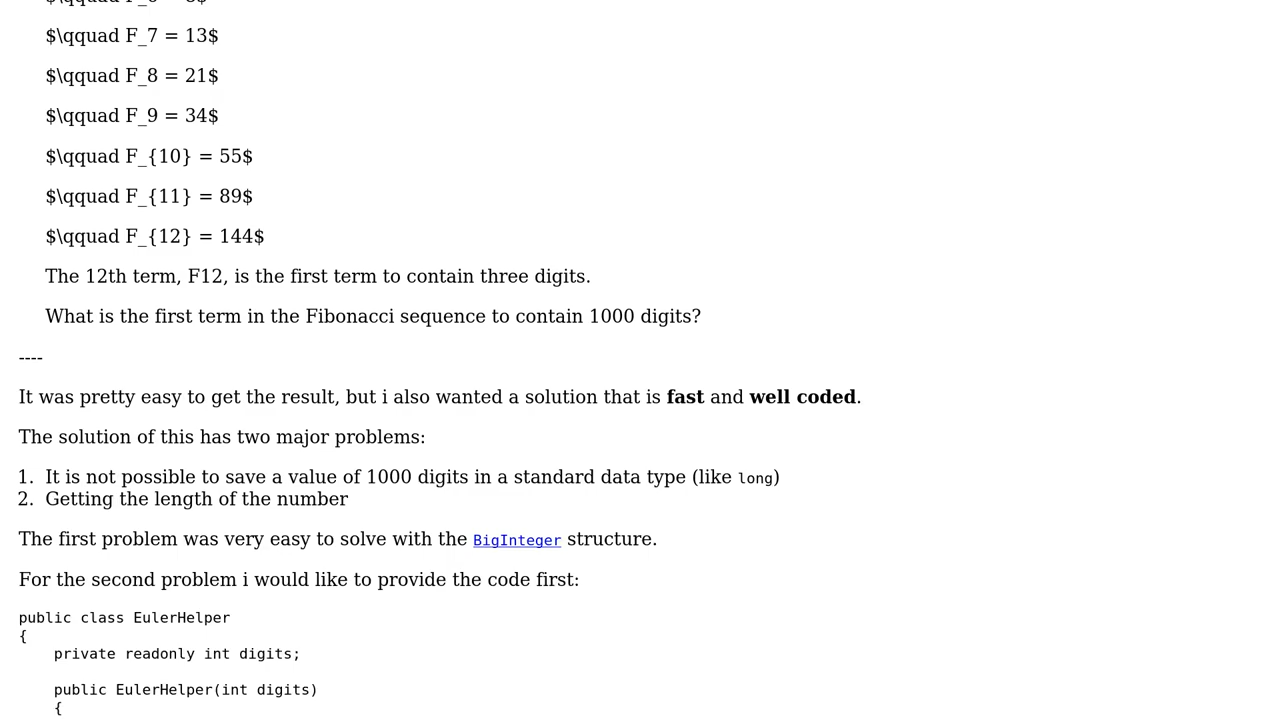 $\qquad F_6 = 8$
$\qquad F_7 = 13$
$\qquad F_8 = 21$
$\qquad F_9 = 34$
$\qquad F_{10} = 55$
$\qquad F_{11} = 89$
$\qquad F_{12} = 144$
The 12th term, F12, is the first term to contain three digits.
What is the first term in the Fibonacci sequence to contain 1000 digits?
----
It was pretty easy to get the result, but i also wanted a solution that is fast and well coded.
The solution of this has two major problems:
1. It is not possible to save a value of 1000 digits in a standard data type (like long)
2. Getting the length of the number
The first problem was very easy to solve with the BigInteger structure.
For the second problem i would like to provide the code first:
public class EulerHelper
{
    private readonly int digits;
    public EulerHelper(int digits)
    {